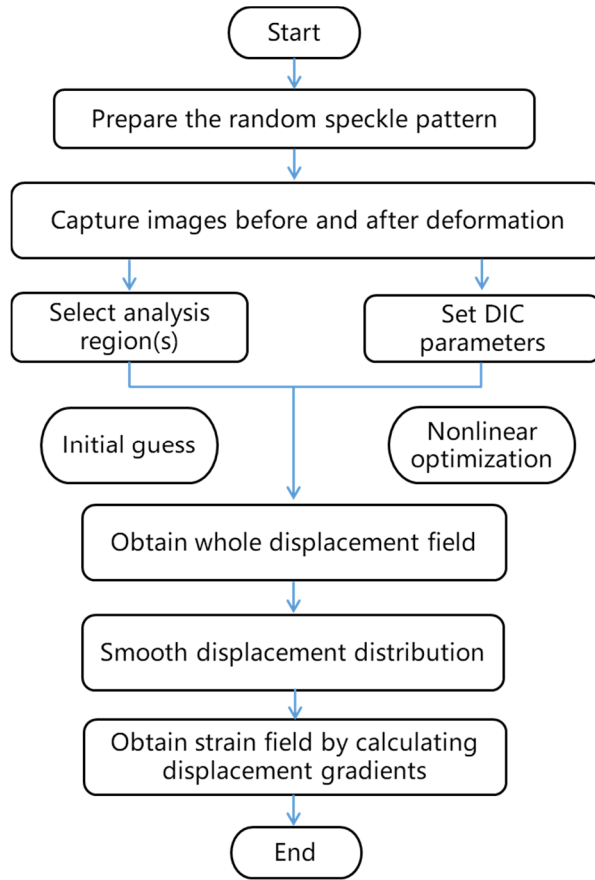 Start
Prepare the random speckle pattern
Capture images before and after deformation
Select analysis
region(s)
Set DIC
parameters
Initial guess
Nonlinear
optimization
Obtain whole displacement field
Smooth displacement distribution
Obtain strain field by calculating
displacement gradients
End